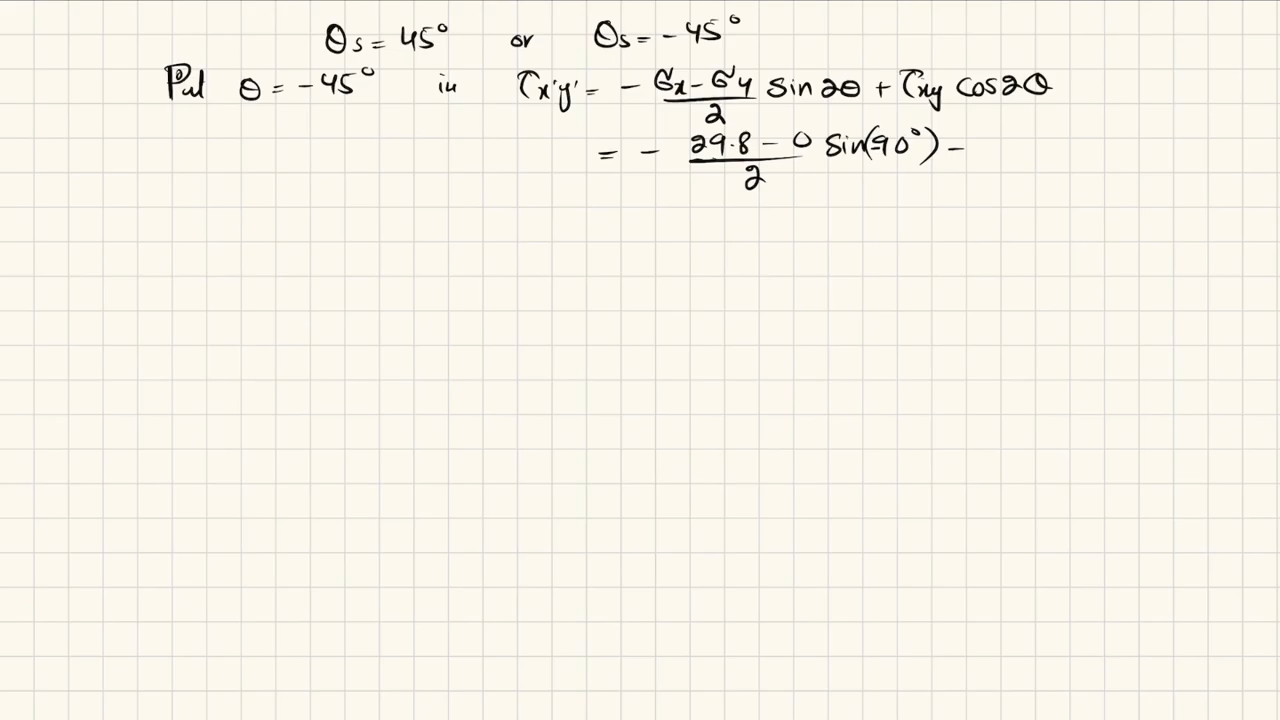 θs = 45° or θs = -45°
Put θ = -45° in τx'y' = - (σx - σy)/2 sin 2θ + τxy cos 2θ
= - (29.8 - 0)/2 sin(-90°) -